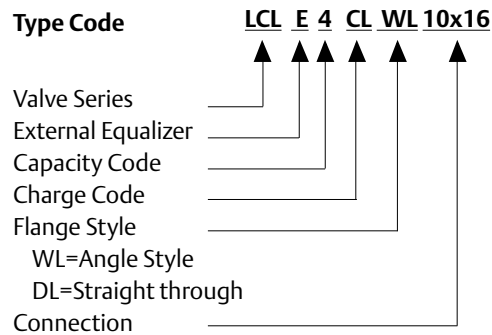 Type Code LCL E 4 CL WL 10x16
Valve Series
External Equalizer
Capacity Code
Charge Code
Flange Style
WL=Angle Style
DL=Straight through
Connection